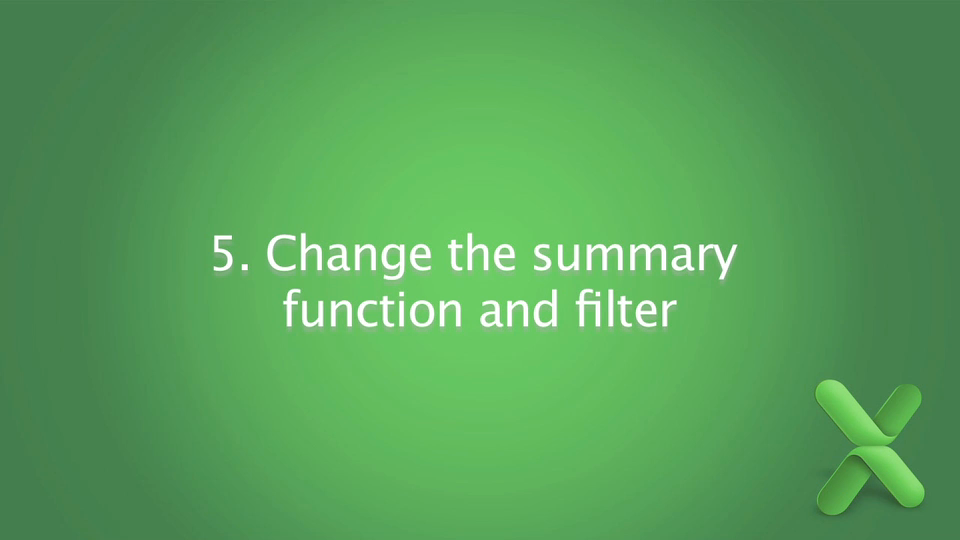 5. Change the summary
function and filter